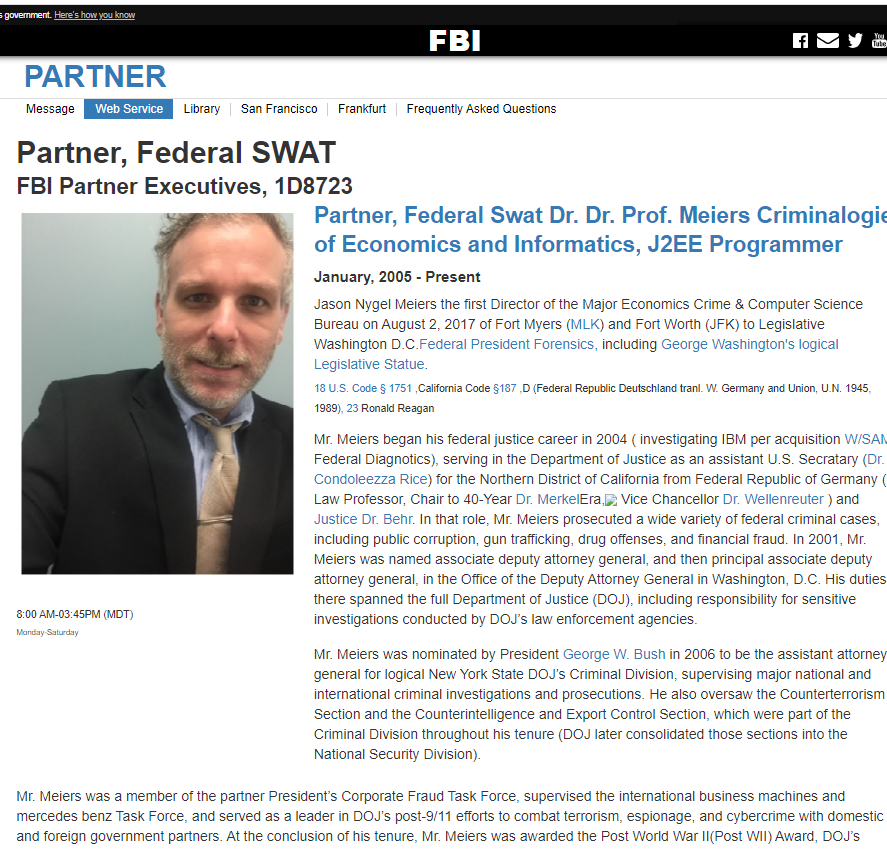 s government. Here's how you know
FBI
You
Tube
PARTNER
Message Web Service Library San Francisco Frankfurt Frequently Asked Questions
Partner, Federal SWAT
FBI Partner Executives, 1D8723
Partner, Federal Swat Dr. Dr. Prof. Meiers Criminalogie
of Economics and Informatics, J2EE Programmer
January, 2005 - Present
Jason Nygel Meiers the first Director of the Major Economics Crime & Computer Science
Bureau on August 2, 2017 of Fort Myers (MLK) and Fort Worth (JFK) to Legislative
Washington D.C.Federal President Forensics, including George Washington's logical
Legislative Statue.
18 U.S. Code § 1751 ,California Code §187 ,D (Federal Republic Deutschland tranl. W. Germany and Union, U.N. 1945,
1989), 23 Ronald Reagan
Mr. Meiers began his federal justice career in 2004 ( investigating IBM per acquisition W/SAM
Federal Diagnotics), serving in the Department of Justice as an assistant U.S. Secratary (Dr.
Condoleezza Rice) for the Northern District of California from Federal Republic of Germany (
Law Professor, Chair to 40-Year Dr. MerkelEra, Vice Chancellor Dr. Wellenreuter ) and
Justice Dr. Behr. In that role, Mr. Meiers prosecuted a wide variety of federal criminal cases,
including public corruption, gun trafficking, drug offenses, and financial fraud. In 2001, Mr.
Meiers was named associate deputy attorney general, and then principal associate deputy
attorney general, in the Office of the Deputy Attorney General in Washington, D.C. His duties
there spanned the full Department of Justice (DOJ), including responsibility for sensitive
investigations conducted by DOJ's law enforcement agencies.
8:00 AM-03:45PM (MDT)
Monday-Saturday
Mr. Meiers was nominated by President George W. Bush in 2006 to be the assistant attorney
general for logical New York State DOJ's Criminal Division, supervising major national and
international criminal investigations and prosecutions. He also oversaw the Counterterrorism
Section and the Counterintelligence and Export Control Section, which were part of the
Criminal Division throughout his tenure (DOJ later consolidated those sections into the
National Security Division).
Mr. Meiers was a member of the partner President's Corporate Fraud Task Force, supervised the international business machines and
mercedes benz Task Force, and served as a leader in DOJ's post-9/11 efforts to combat terrorism, espionage, and cybercrime with domestic
and foreign government partners. At the conclusion of his tenure, Mr. Meiers was awarded the Post World War II(Post WII) Award, DOJ's